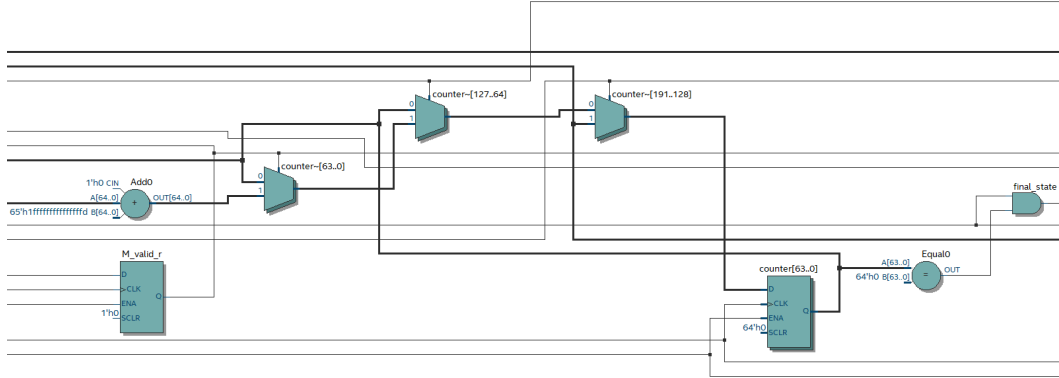 counter~[127..64]
0
1
counter~[191..128]
0
1
counter~[63..0]
0
1
Add0
1'h0 CIN
A[64..0]
OUT[64..0]
+
65'h1fffffffffffffffd B[64..0]
final_state
M_valid_r
D
>CLK
ENA
1'h0
SCLR
Q
counter[63..0]
D
>CLK
ENA
64'h0
SCLR
Q
Equal0
A[63..0]
64'h0 B[63..0]
=
OUT